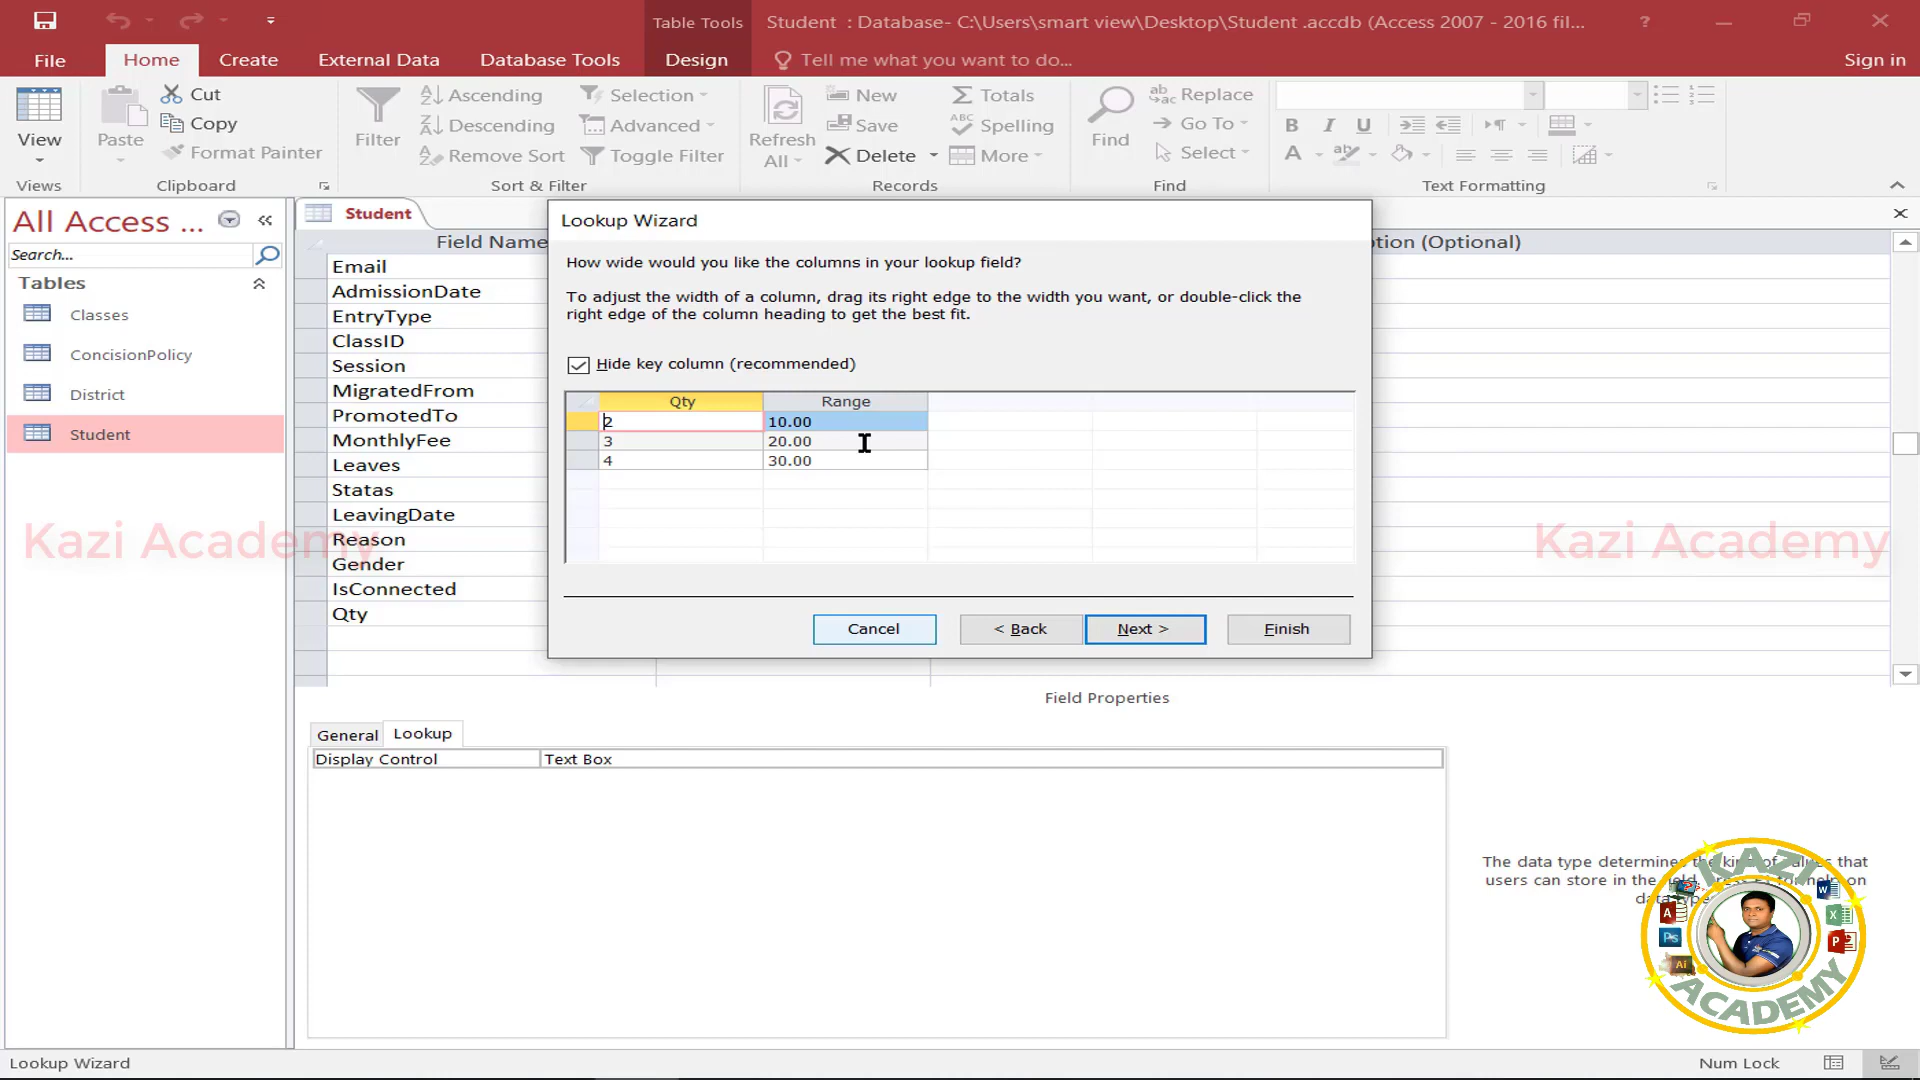 Table Tools
Student : Database- C:\Users\smart view\Desktop\Student .accdb (Access 2007 - 2016 fil...
?
File
Home
Create
External Data
Database Tools
Design
Tell me what you want to do...
Sign in
View
Paste
Cut
Copy
Format Painter
Filter
Ascending
Descending
Remove Sort
Selection
Advanced
Toggle Filter
Refresh
All
New
Save
Delete
Totals
Spelling
More
Find
Replace
Go To
Select
Views
Clipboard
Sort & Filter
Records
Find
Text Formatting
All Access ...
Search...
Tables
Classes
ConcisionPolicy
District
Student
Student
Field Name
tion (Optional)
Email
AdmissionDate
EntryType
ClassID
Session
MigratedFrom
PromotedTo
MonthlyFee
Leaves
Statas
LeavingDate
Reason
Gender
IsConnected
Qty
Lookup Wizard
How wide would you like the columns in your lookup field?
To adjust the width of a column, drag its right edge to the width you want, or double-click the
right edge of the column heading to get the best fit.
Hide key column (recommended)
Qty Range
2 10.00
3 20.00
4 30.00
Cancel
< Back
Next >
Finish
Kazi Academy
Kazi Academy
Field Properties
General
Lookup
Display Control Text Box
The data type determines the kind of values that
users can store in the field. Press F1 for help on
KAZI
ACADEMY
Lookup Wizard
Num Lock